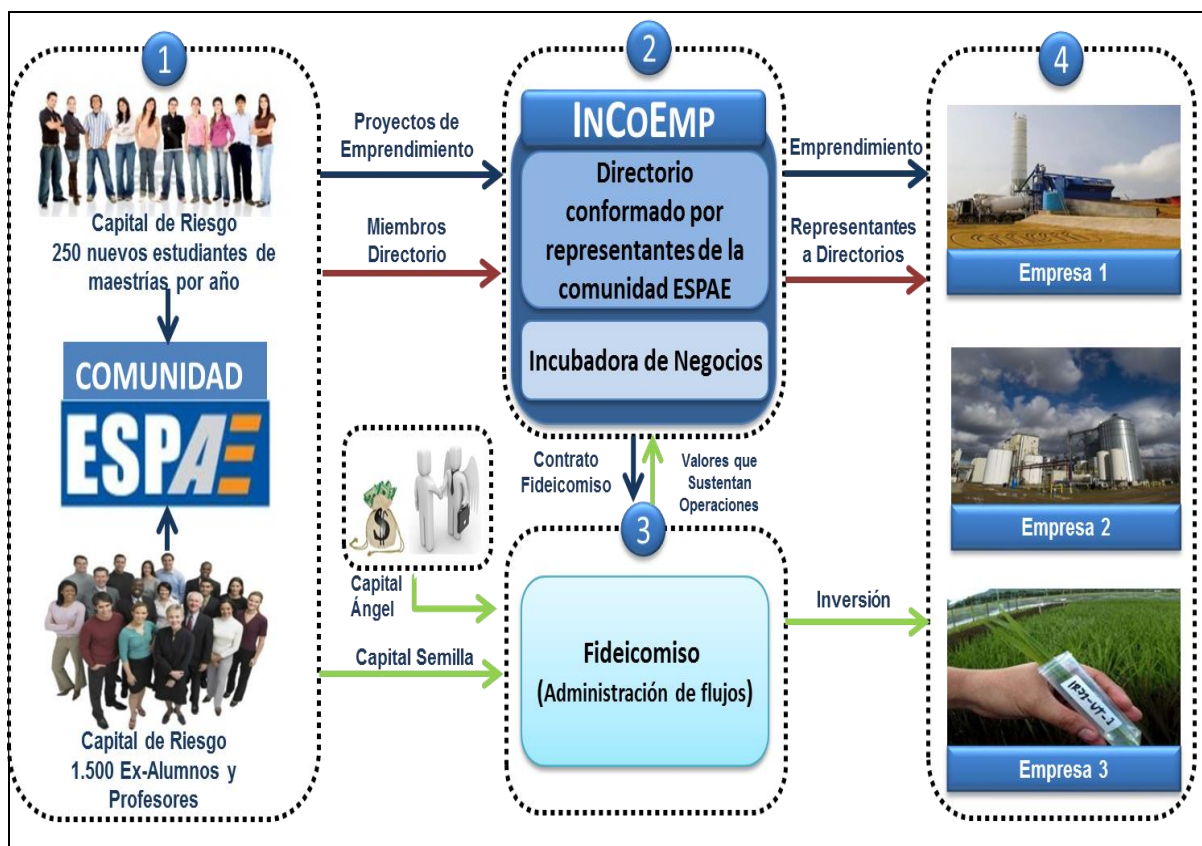 1
Capital de Riesgo
250 nuevos estudiantes de
maestrías por año
COMUNIDAD
ESPAE
Capital de Riesgo
1.500 Ex-Alumnos y
Profesores
Proyectos de
Emprendimiento
Miembros
Directorio
$
Capital
Ángel
Capital Semilla
2
INCOEMP
Directorio
conformado por
representantes de la
comunidad ESPAE
Incubadora de Negocios
Contrato
Fideicomiso
Valores que
Sustentan
Operaciones
3
Fideicomiso
(Administración de flujos)
Emprendimiento
Representantes
a Directorios
Inversión
4
Empresa 1
Empresa 2
Empresa 3